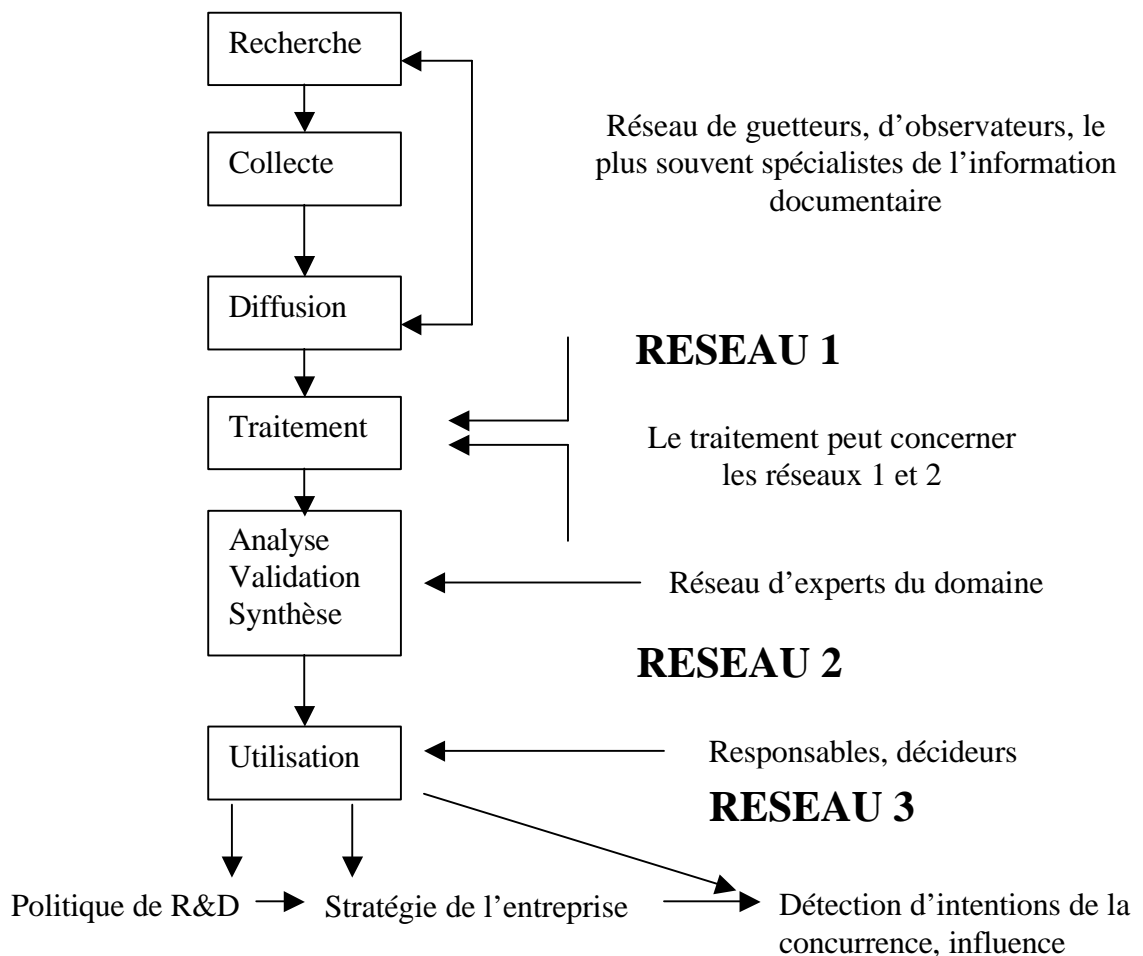 Recherche
Réseau de guetteurs, d’observateurs, le
plus souvent spécialistes de l’information
documentaire
Collecte
Diffusion
RESEAU 1
Traitement
Le traitement peut concerner
les réseaux 1 et 2
Analyse
Validation
Synthèse
Réseau d’experts du domaine
RESEAU 2
Utilisation
Responsables, décideurs
RESEAU 3
Politique de R&D
Stratégie de l’entreprise
Détection d’intentions de la
concurrence, influence